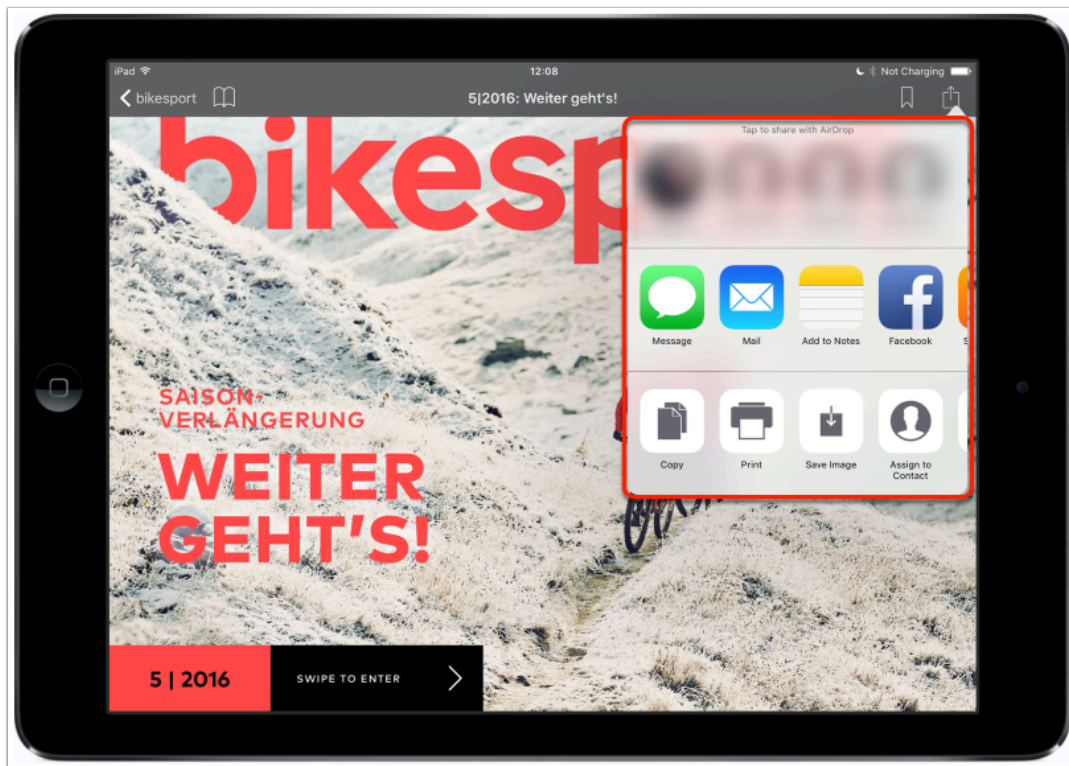 iPad
12:08
Not Charging
bikesport
5|2016: Weiter geht's!
Tap to share with AirDrop
Message
Mail
Add to Notes
Facebook
Copy
Print
Save Image
Assign to
Contact
SAISON-
VERLÄNGERUNG
WEITER
GEHT'S!
5 | 2016
SWIPE TO ENTER